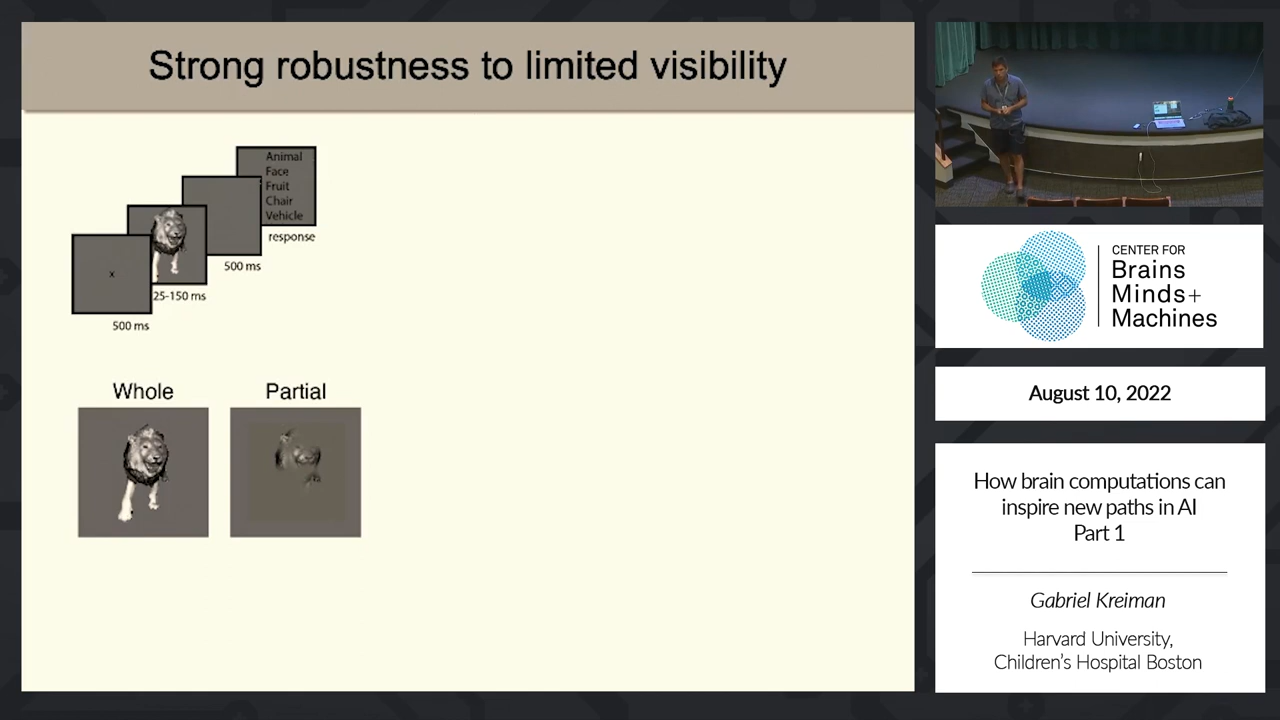 Strong robustness to limited visibility
Animal
Face
Fruit
Chair
Vehicle
response
500 ms
x
25-150 ms
500 ms
Whole
Partial
CENTER FOR
Brains
Minds+
Machines
August 10, 2022
How brain computations can
inspire new paths in AI
Part 1
Gabriel Kreiman
Harvard University,
Children's Hospital Boston